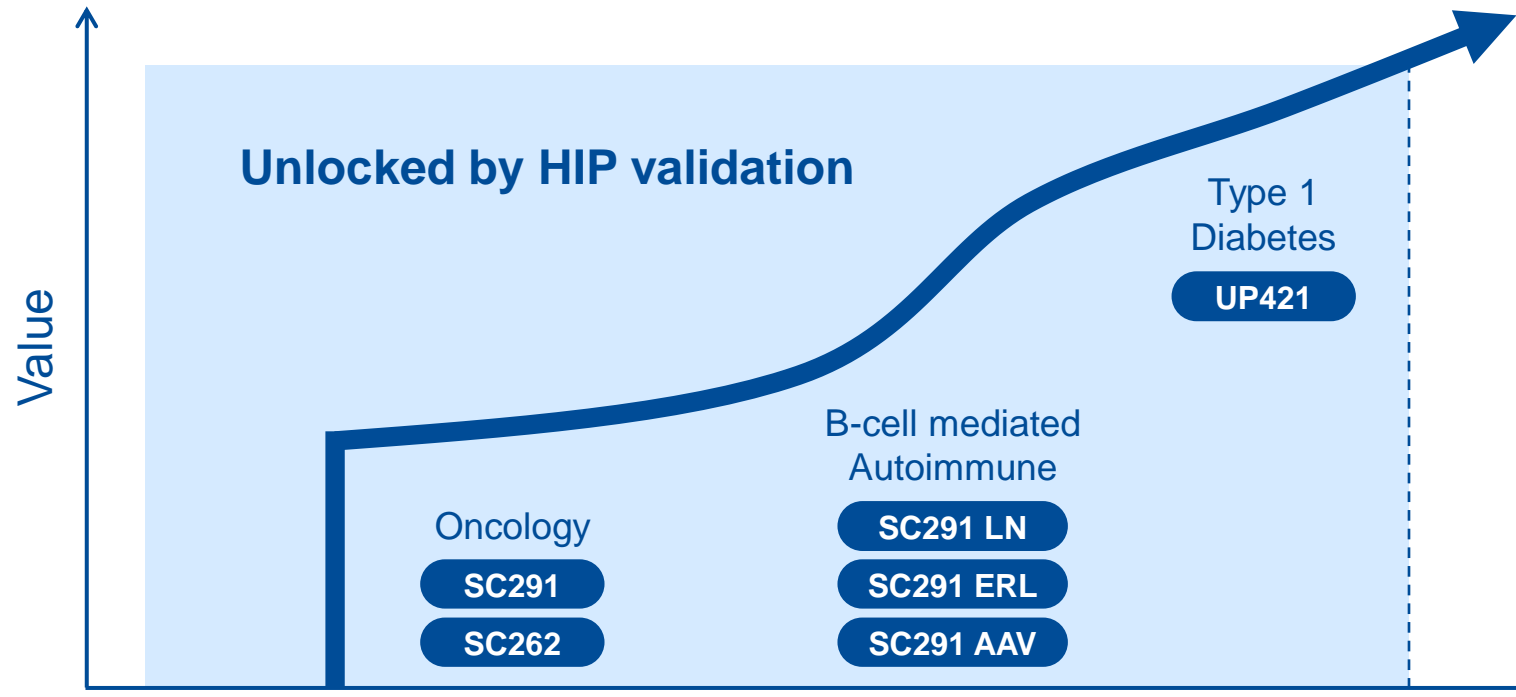 Unlocked by HIP validation
Value
Type 1
Diabetes
UP421
B-cell mediated
Autoimmune
SC291 LN
SC291 ERL
SC291 AAV
Oncology
SC291
SC262